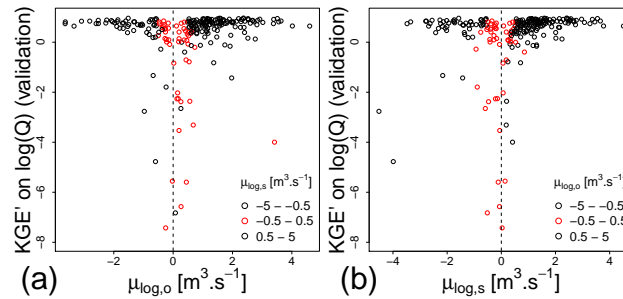 KGE' on log(Q) (validation)
0
−2
−4
−6
−8
μlog,s [m³.s⁻¹]
−5 − −0.5
−0.5 − 0.5
0.5 − 5
−2
0
2
4
(a)
μlog,o [m³.s⁻¹]
KGE' on log(Q) (validation)
0
−2
−4
−6
−8
μlog,o [m³.s⁻¹]
−5 − −0.5
−0.5 − 0.5
0.5 − 5
−4
−2
0
2
4
(b)
μlog,s [m³.s⁻¹]